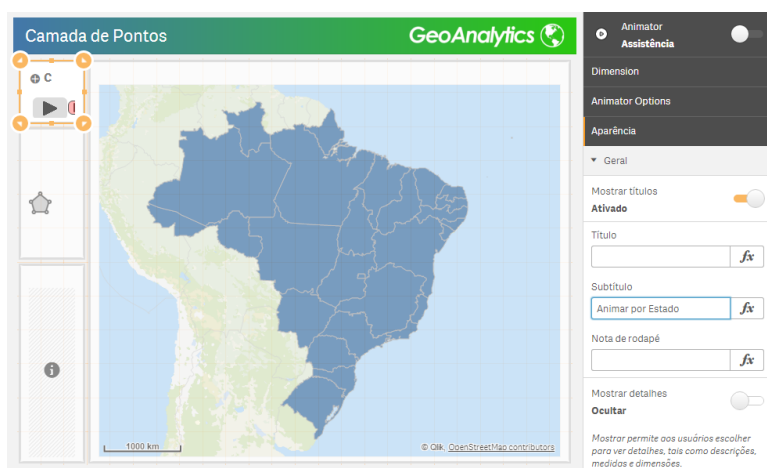 Camada de Pontos
GeoAnalytics
C
1000 km
© Qlik, OpenStreetMap contributors
Animator
Assistência
Dimension
Animator Options
Aparência
Geral
Mostrar títulos
Ativado
Título
fx
Subtítulo
Animar por Estado fx
Nota de rodapé
fx
Mostrar detalhes
Ocultar
Mostrar permite aos usuários escolher
para ver detalhes, tais como descrições,
medidas e dimensões.